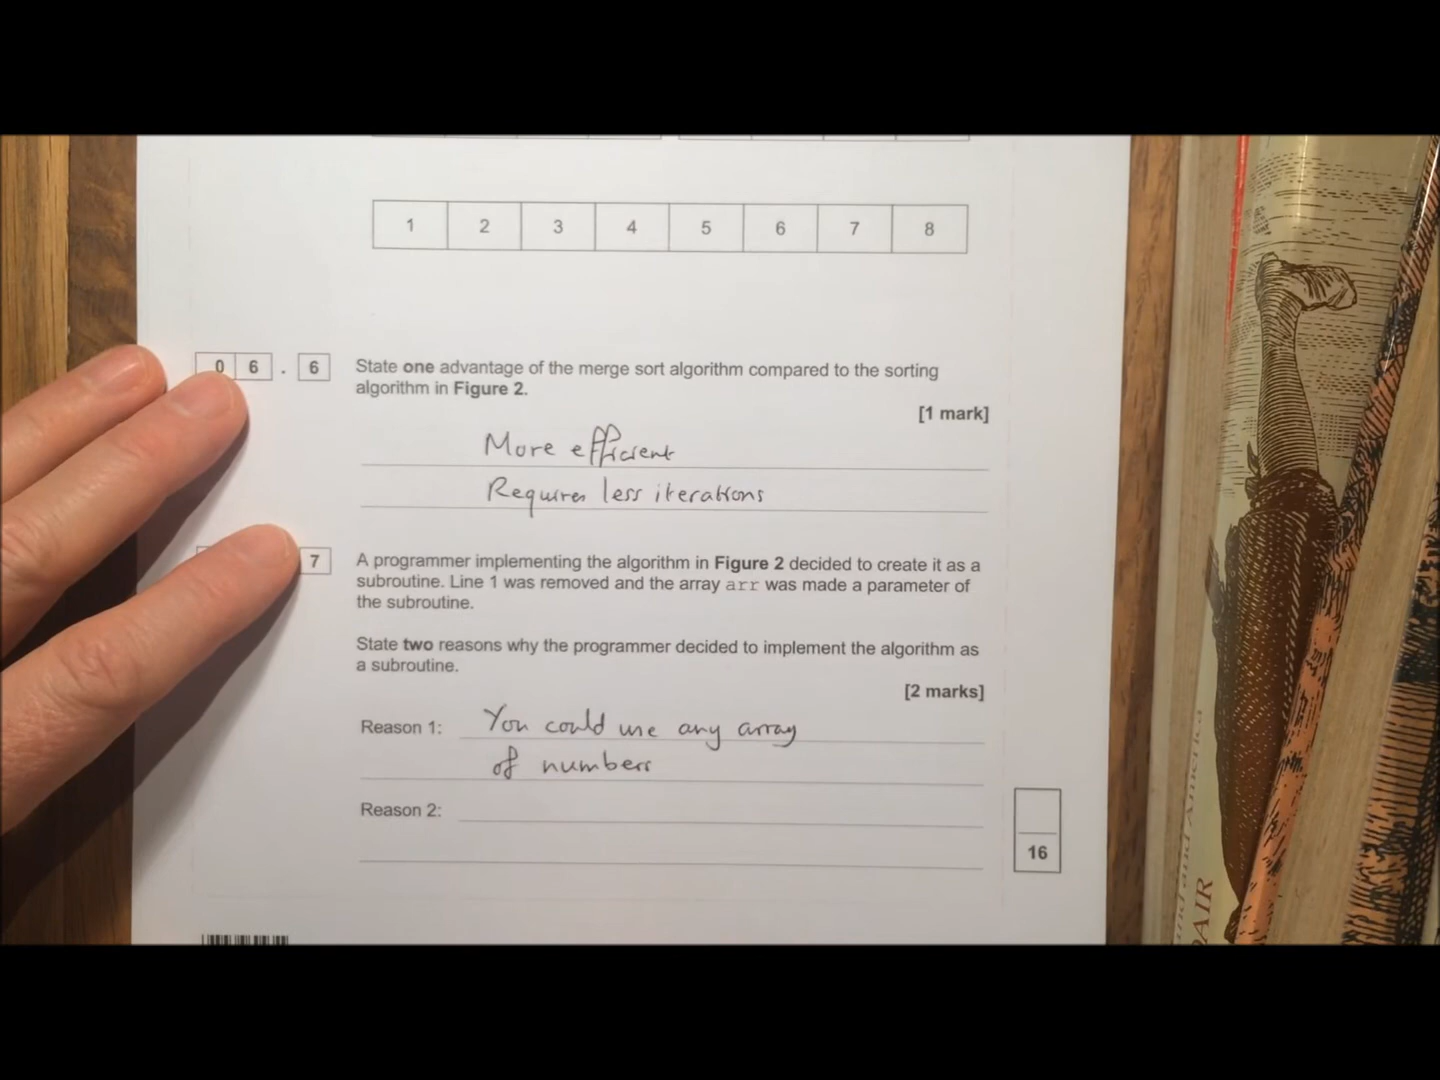 1 2 3 4 5 6 7 8
0 6 . 6 State one advantage of the merge sort algorithm compared to the sorting
algorithm in Figure 2.
[1 mark]
More efficient
Requires less iterations
7 A programmer implementing the algorithm in Figure 2 decided to create it as a
subroutine. Line 1 was removed and the array arr was made a parameter of
the subroutine.
State two reasons why the programmer decided to implement the algorithm as
a subroutine.
[2 marks]
Reason 1: You could use any array
of numbers
Reason 2:
16
and America
DAIR